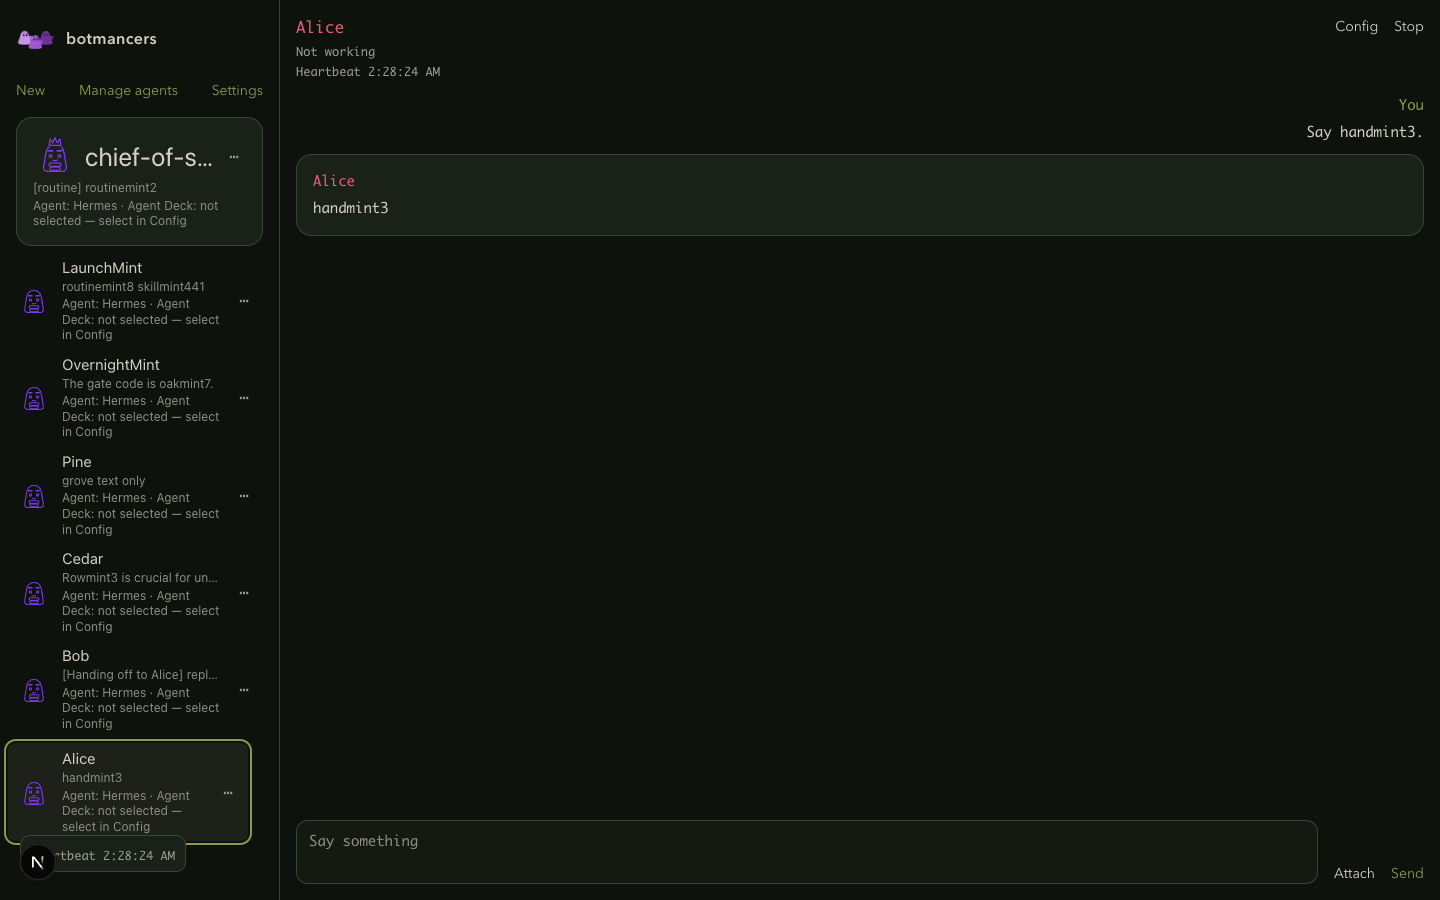 botmancers
New
Manage agents
Settings
chief-of-s...
[routine] routinemint2
Agent: Hermes · Agent Deck: not
selected — select in Config
LaunchMint
routinemint8 skillmint441
Agent: Hermes · Agent
Deck: not selected — select
in Config
OvernightMint
The gate code is oakmint7.
Agent: Hermes · Agent
Deck: not selected — select
in Config
Pine
grove text only
Agent: Hermes · Agent
Deck: not selected — select
in Config
Cedar
Rowmint3 is crucial for un...
Agent: Hermes · Agent
Deck: not selected — select
in Config
Bob
[Handing off to Alice] repl...
Agent: Hermes · Agent
Deck: not selected — select
in Config
Alice
handmint3
Agent: Hermes · Agent
Deck: not selected —
select in Config
N
rtbeat 2:28:24 AM
Alice
Not working
Heartbeat 2:28:24 AM
Config
Stop
You
Say handmint3.
Alice
handmint3
Say something
Attach
Send